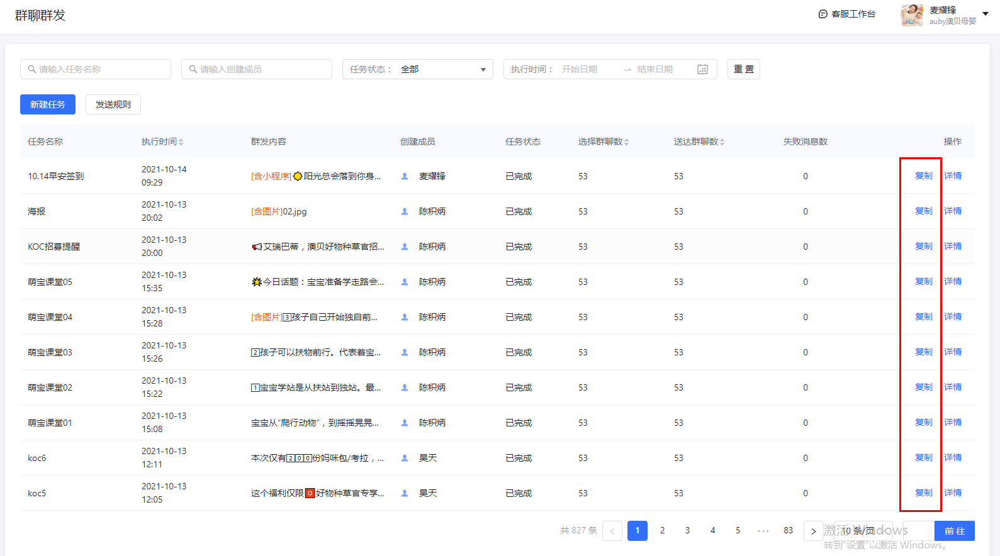 群聊群发
客服工作台
麦耀锋
auby澳贝母婴
请输入任务名称
请输入创建成员
任务状态： 全部
执行时间： 开始日期 → 结束日期
重 置
新建任务
发送规则
任务名称 执行时间 群发内容 创建成员 任务状态 选择群聊数 送达群聊数 失败消息数 操作
10.14早安签到 2021-10-14 09:29 [含小程序]阳光总会落到你身... 麦耀锋 已完成 53 53 0 复制 详情
海报 2021-10-13 20:02 [含图片]02.jpg 陈积炳 已完成 53 53 0 复制 详情
KOC招募提醒 2021-10-13 20:00 📢艾瑞巴蒂，澳贝好物种草官招... 陈积炳 已完成 53 53 0 复制 详情
萌宝课堂05 2021-10-13 15:35 🌟今日话题：宝宝准备学走路会... 陈积炳 已完成 53 53 0 复制 详情
萌宝课堂04 2021-10-13 15:28 [含图片]3️⃣孩子自己开始独自前... 陈积炳 已完成 53 53 0 复制 详情
萌宝课堂03 2021-10-13 15:26 2️⃣孩子可以扶物前行。代表着宝... 陈积炳 已完成 53 53 0 复制 详情
萌宝课堂02 2021-10-13 15:22 1️⃣宝宝学站是从扶站到独站。最... 陈积炳 已完成 53 53 0 复制 详情
萌宝课堂01 2021-10-13 15:08 宝宝从“爬行动物”，到摇摇晃晃... 陈积炳 已完成 53 53 0 复制 详情
koc6 2021-10-13 12:11 本次仅有2️⃣0️⃣0️⃣份妈咪包/考拉，... 昊天 已完成 53 53 0 复制 详情
koc5 2021-10-13 12:05 这个福利仅限🅾好物种草官专享... 昊天 已完成 53 53 0 复制 详情
共 827 条 < 1 2 3 4 5 ••• 83 > 10 条/页 前 往
激活 Windows
转到“设置”以激活 Windows。